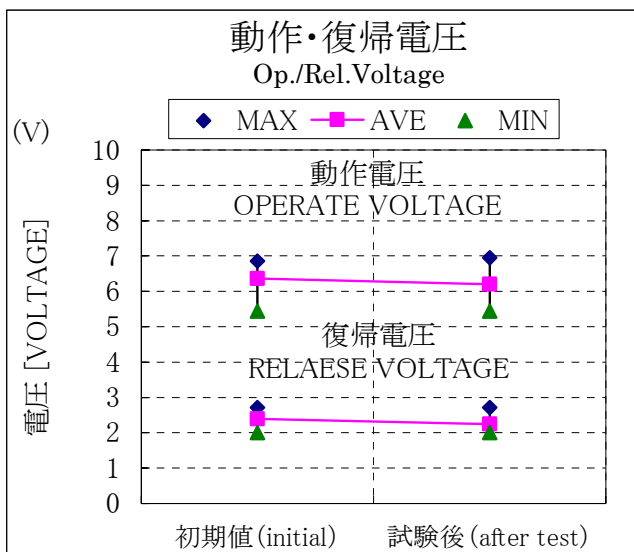 動作・復帰電圧
Op./Rel.Voltage
MAX AVE MIN
(V)
10
動作電圧
9
OPERATE VOLTAGE
8
7
6
5
復帰電圧
4
RELAESE VOLTAGE
3
2
1
0
電圧 [VOLTAGE]
初期値(initial) 試験後(after test)